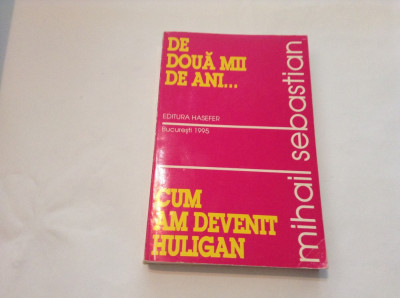 DE
DOUĂ MII
DE ANI...
EDITURA HASEFER
Bucureşti 1995
CUM
AM DEVENIT
HULIGAN
mihail sebastian